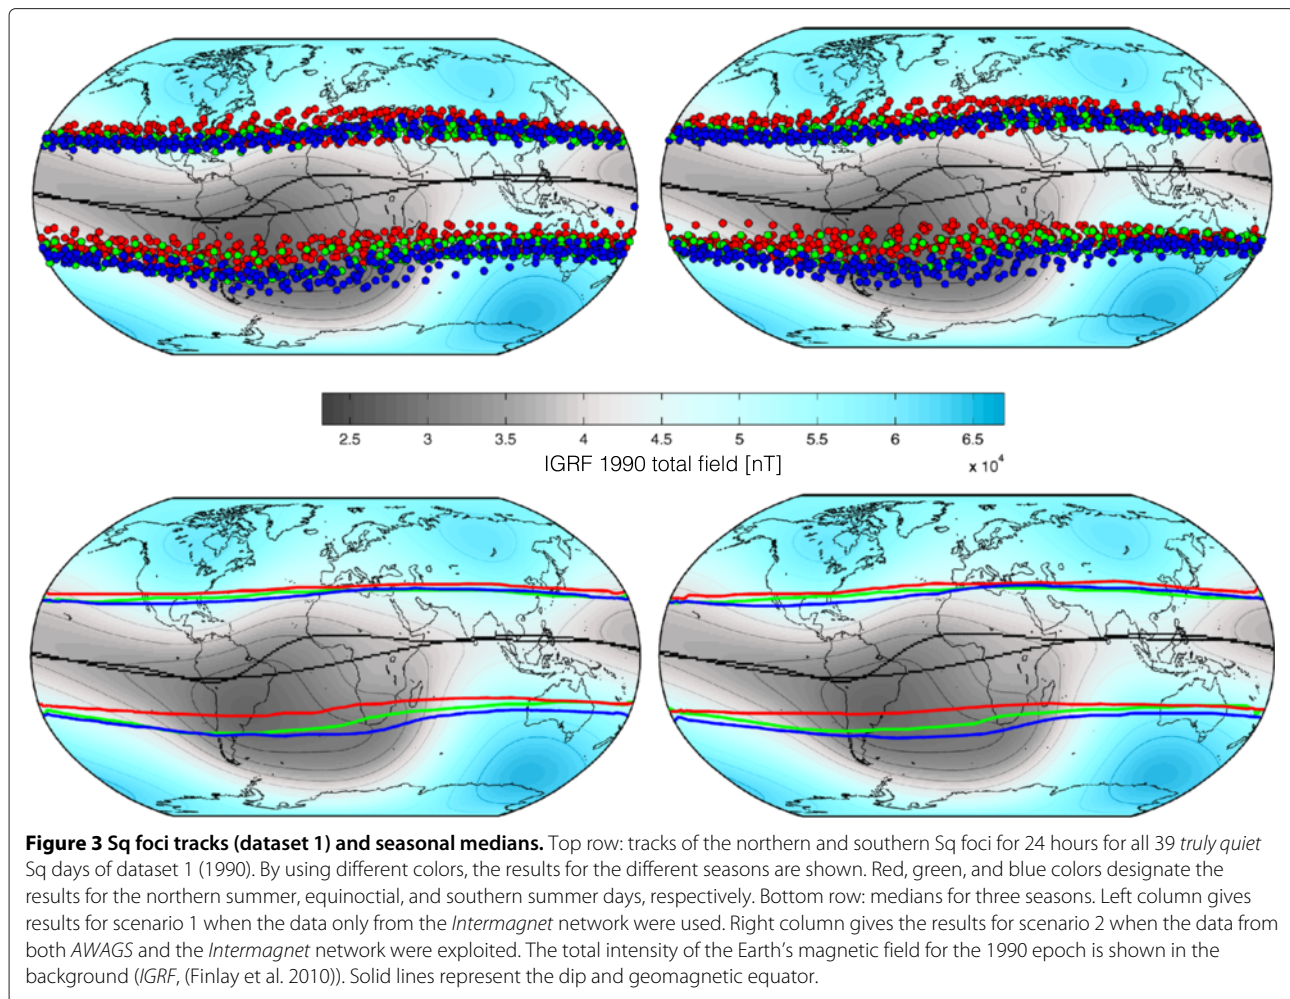 2.5 3 3.5 4 4.5 5 5.5 6 6.5
IGRF 1990 total field [nT] x 10⁴
Figure 3 Sq foci tracks (dataset 1) and seasonal medians. Top row: tracks of the northern and southern Sq foci for 24 hours for all 39 truly quiet
Sq days of dataset 1 (1990). By using different colors, the results for the different seasons are shown. Red, green, and blue colors designate the
results for the northern summer, equinoctial, and southern summer days, respectively. Bottom row: medians for three seasons. Left column gives
results for scenario 1 when the data only from the Intermagnet network were used. Right column gives the results for scenario 2 when the data from
both AWAGS and the Intermagnet network were exploited. The total intensity of the Earth's magnetic field for the 1990 epoch is shown in the
background (IGRF, (Finlay et al. 2010)). Solid lines represent the dip and geomagnetic equator.